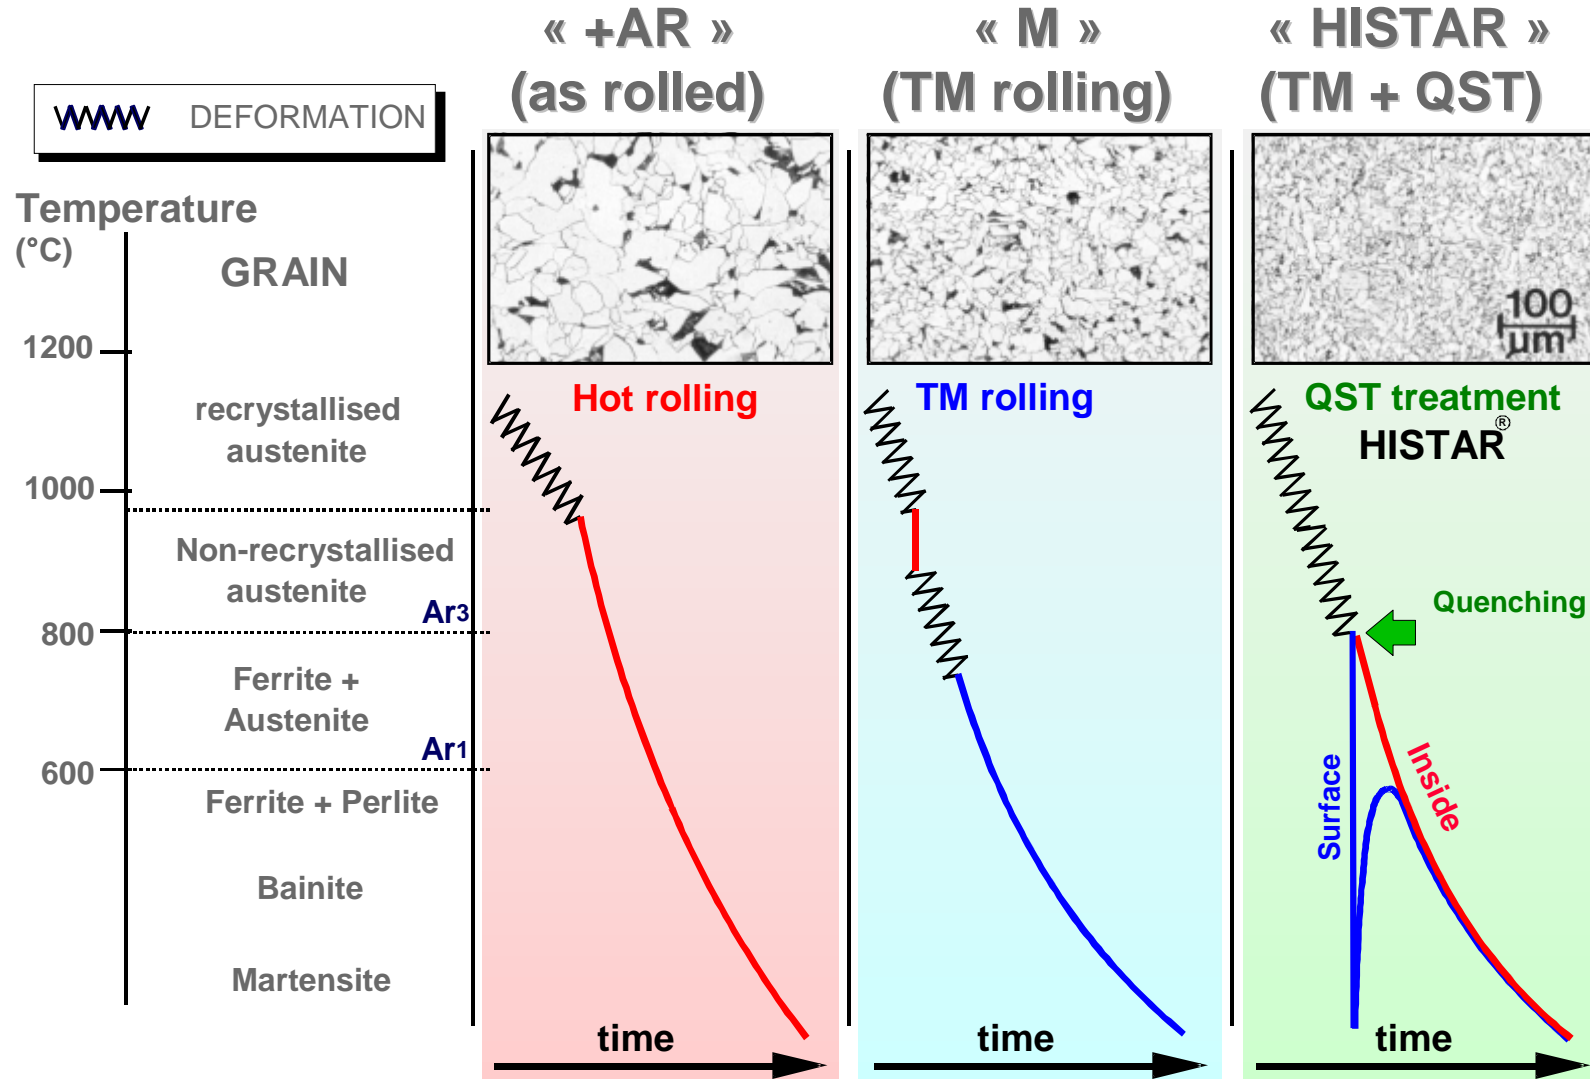 « +AR »
(as rolled)
« M »
(TM rolling)
« HISTAR »
(TM + QST)
DEFORMATION
Temperature
(°C)
GRAIN
1200
recrystallised
austenite
1000
Non-recrystallised
austenite
Ar3
800
Ferrite +
Austenite
Ar1
600
Ferrite + Perlite
Bainite
Martensite
Hot rolling
time
TM rolling
time
100
µm
QST treatment
HISTAR®
Quenching
Surface
Inside
time